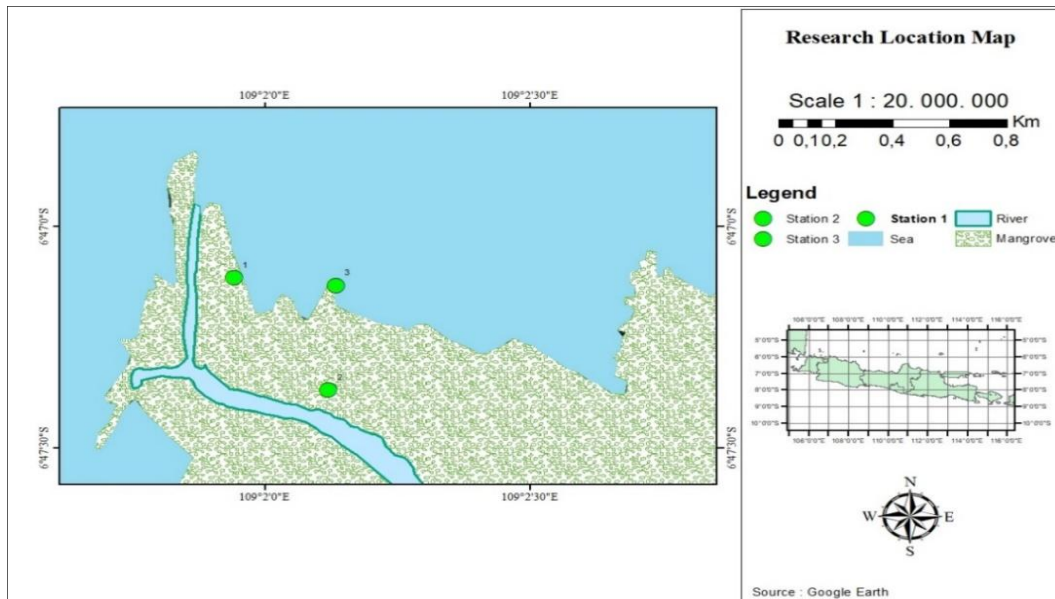 Research Location Map
Scale 1 : 20. 000. 000
Km
0 0,1 0,2 0,4 0,6 0,8
Legend
Station 2 Station 1 River
Station 3 Sea Mangrove
109°2'0"E 109°2'30"E
6°47'0"S 6°47'0"S
1 3
2
6°47'30"S 6°47'30"S
109°2'0"E 109°2'30"E
N
W E
S
Source : Google Earth